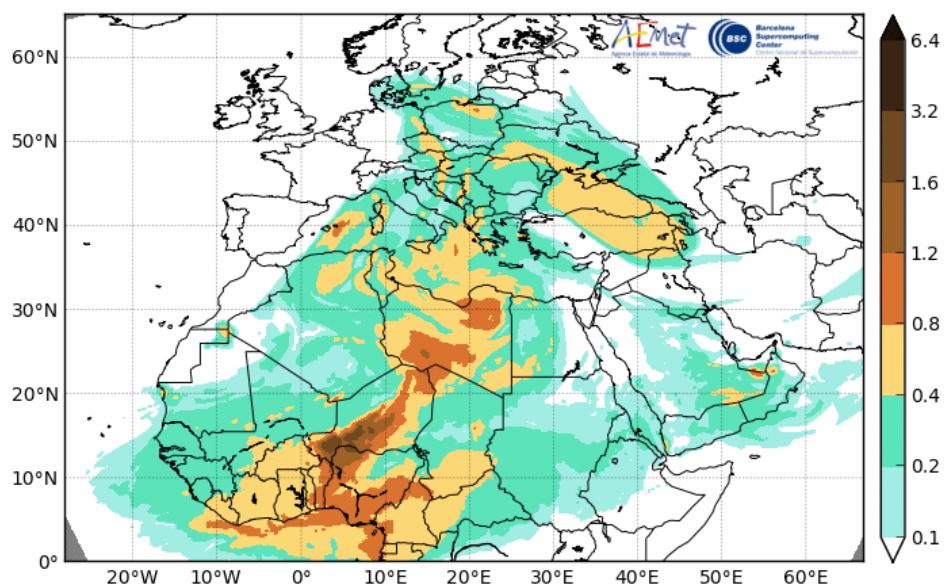 AEMet
Agencia Estatal de Meteorología
BSC
Barcelona
Supercomputing
Center
Centro Nacional de Supercomputación
60°N
50°N
40°N
30°N
20°N
10°N
0°
20°W
10°W
0°
10°E
20°E
30°E
40°E
50°E
60°E
6.4
3.2
1.6
1.2
0.8
0.4
0.2
0.1